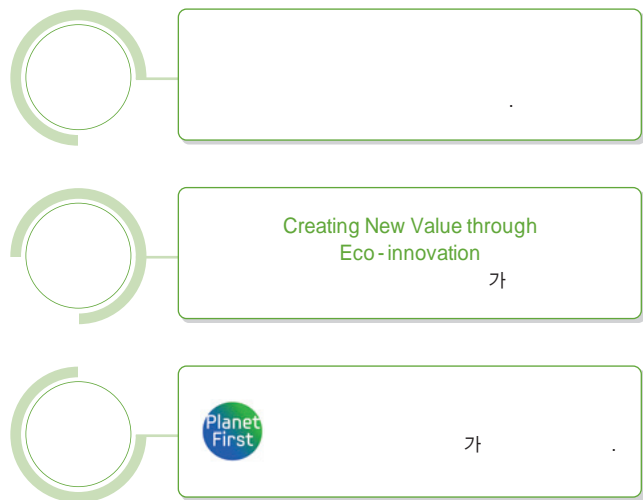 .
Creating New Value through
Eco-innovation
가
Planet
First
가 .